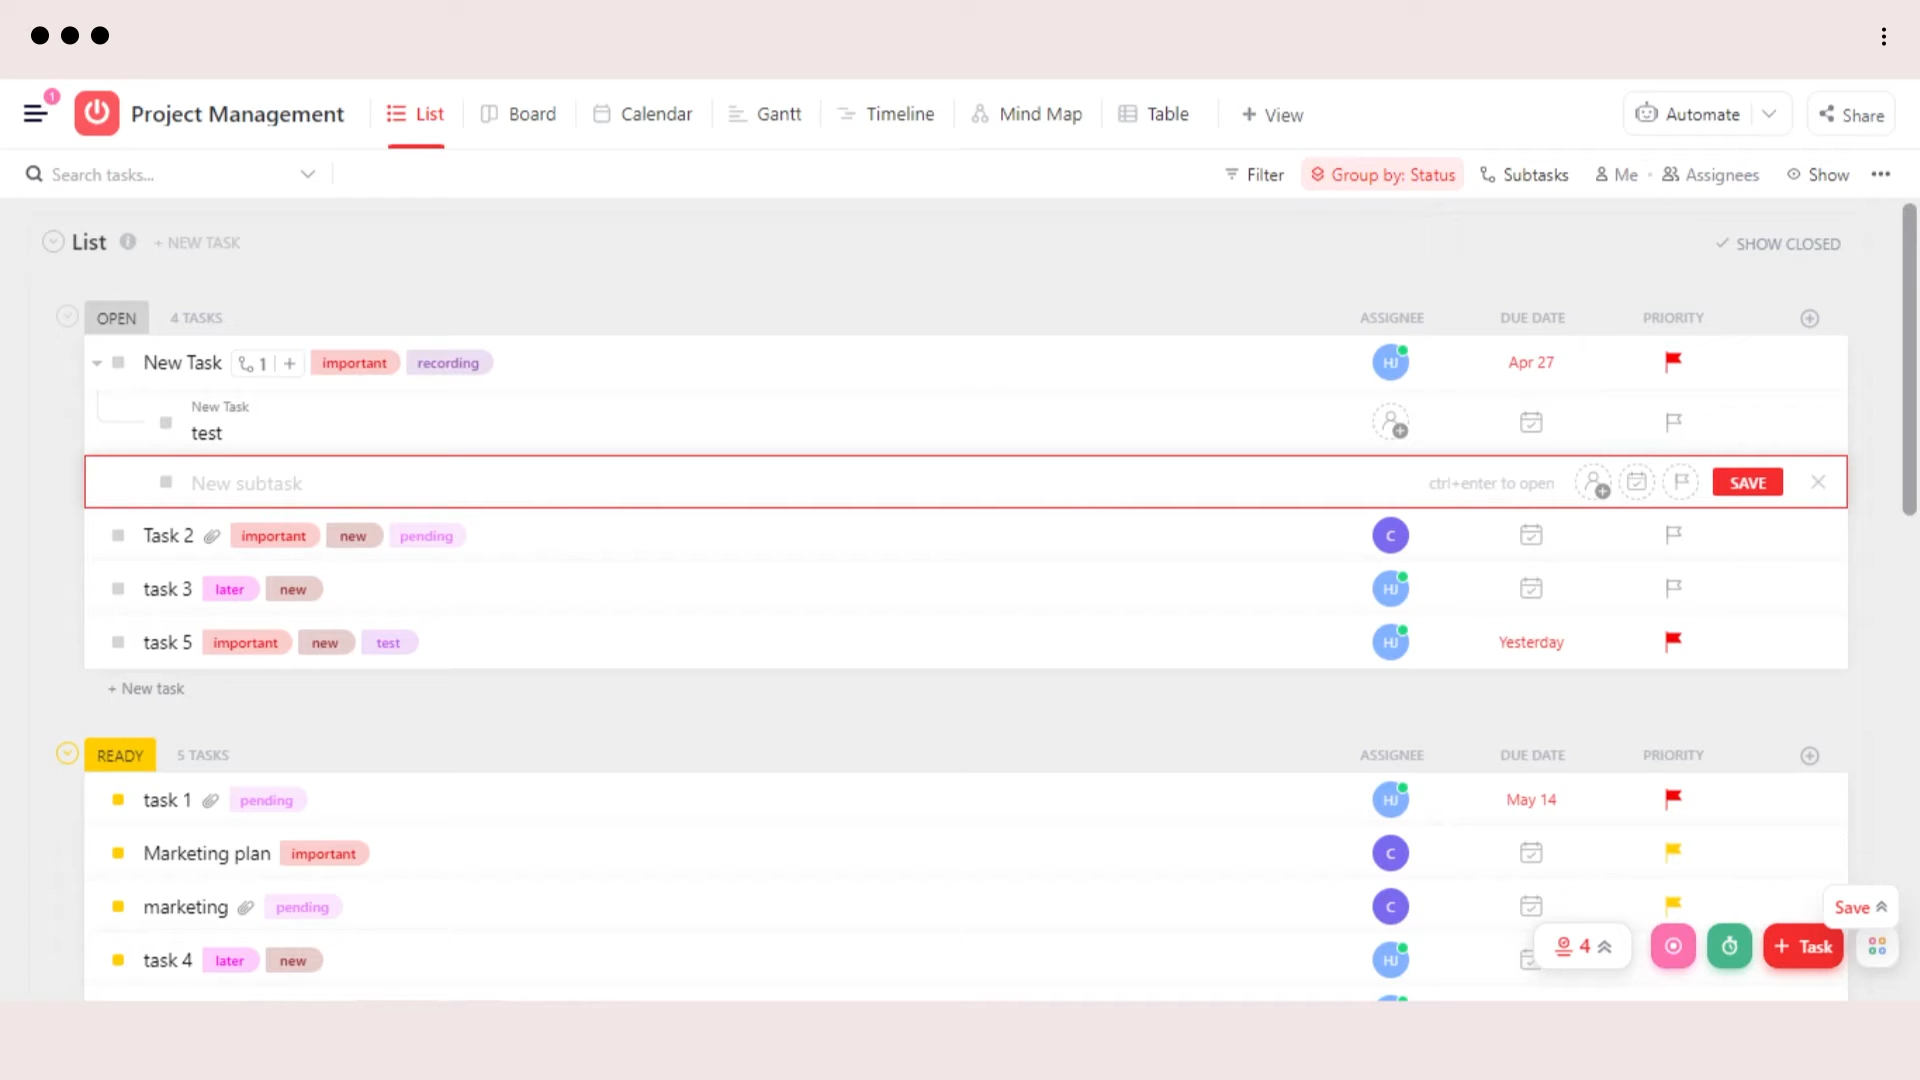 1
Project Management
List
Board
Calendar
Gantt
Timeline
Mind Map
Table
+ View
Automate
Share
Search tasks...
Filter
Group by: Status
Subtasks
Me
Assignees
Show
List
+ NEW TASK
SHOW CLOSED
OPEN 4 TASKS ASSIGNEE DUE DATE PRIORITY
New Task 1 + important recording HJ Apr 27
New Task
test
New subtask ctrl+enter to open SAVE
Task 2 important new pending C
task 3 later new HJ
task 5 important new test HJ Yesterday
+ New task
READY 5 TASKS ASSIGNEE DUE DATE PRIORITY
task 1 pending HJ May 14
Marketing plan important C
marketing pending C
Save
4
+ Task
task 4 later new HJ